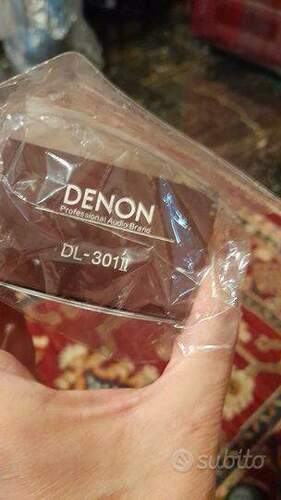 DENON
Professional Audio Brand
DL-301II
subito